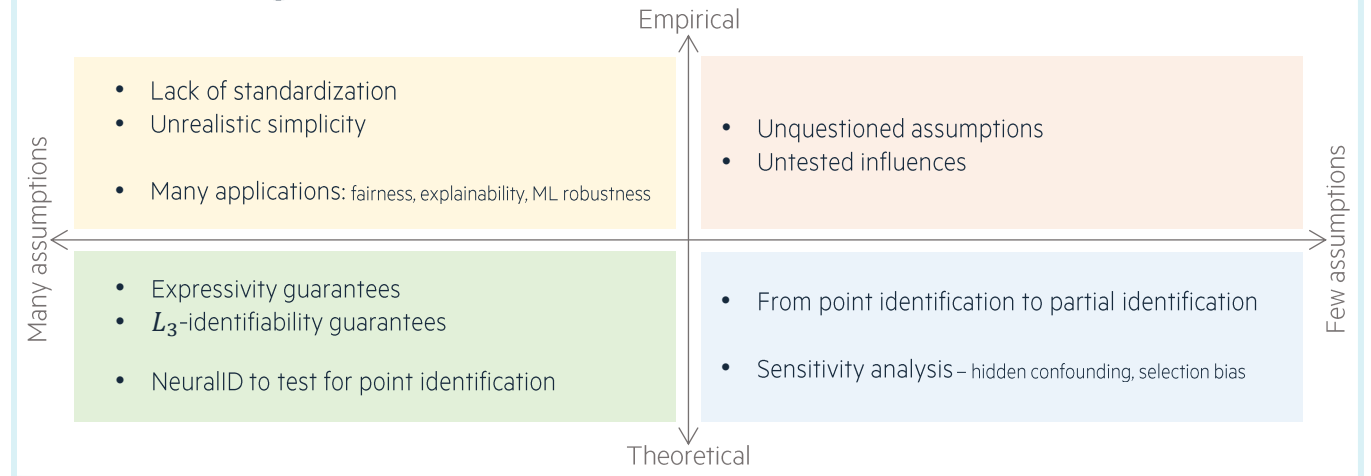 Empirical
Many assumptions
• Lack of standardization
• Unrealistic simplicity
• Many applications: fairness, explainability, ML robustness
• Unquestioned assumptions
• Untested influences
Few assumptions
• Expressivity guarantees
• L₃-identifiability guarantees
• NeuralID to test for point identification
• From point identification to partial identification
• Sensitivity analysis – hidden confounding, selection bias
Theoretical